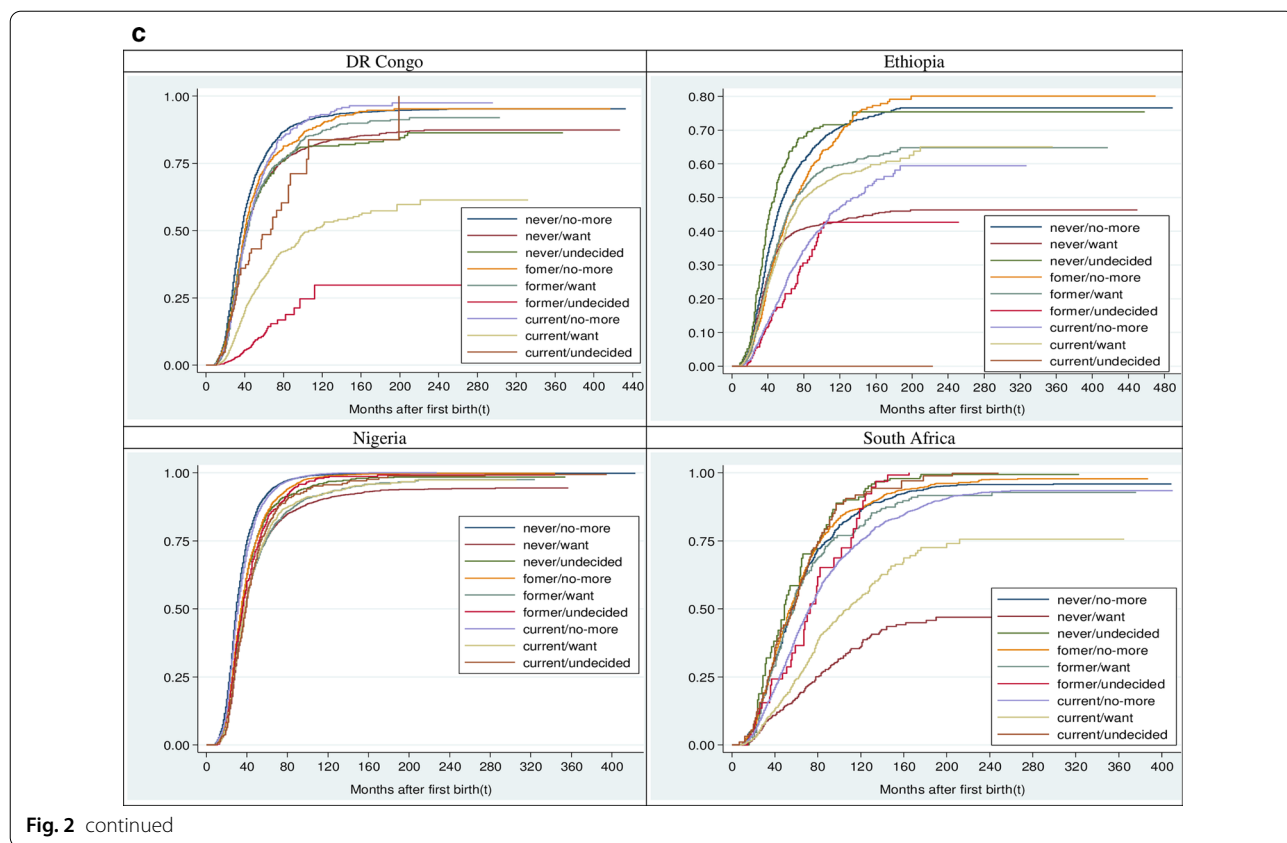 c
DR Congo
1.00
0.75
0.50
0.25
0.00
never/no-more
never/want
never/undecided
fomer/no-more
former/want
former/undecided
current/no-more
current/want
current/undecided
0 40 80 120 160 200 240 280 320 360 400 440
Months after first birth(t)
Ethiopia
0.80
0.70
0.60
0.50
0.40
0.30
0.20
0.10
0.00
never/no-more
never/want
never/undecided
fomer/no-more
former/want
former/undecided
current/no-more
current/want
current/undecided
0 40 80 120 160 200 240 280 320 360 400 440 480
Months after first birth(t)
Nigeria
1.00
0.75
0.50
0.25
0.00
never/no-more
never/want
never/undecided
fomer/no-more
former/want
former/undecided
current/no-more
current/want
current/undecided
0 40 80 120 160 200 240 280 320 360 400
Months after first birth(t)
South Africa
1.00
0.75
0.50
0.25
0.00
never/no-more
never/want
never/undecided
fomer/no-more
former/want
former/undecided
current/no-more
current/want
current/undecided
0 40 80 120 160 200 240 280 320 360 400
Months after first birth(t)
Fig. 2 continued